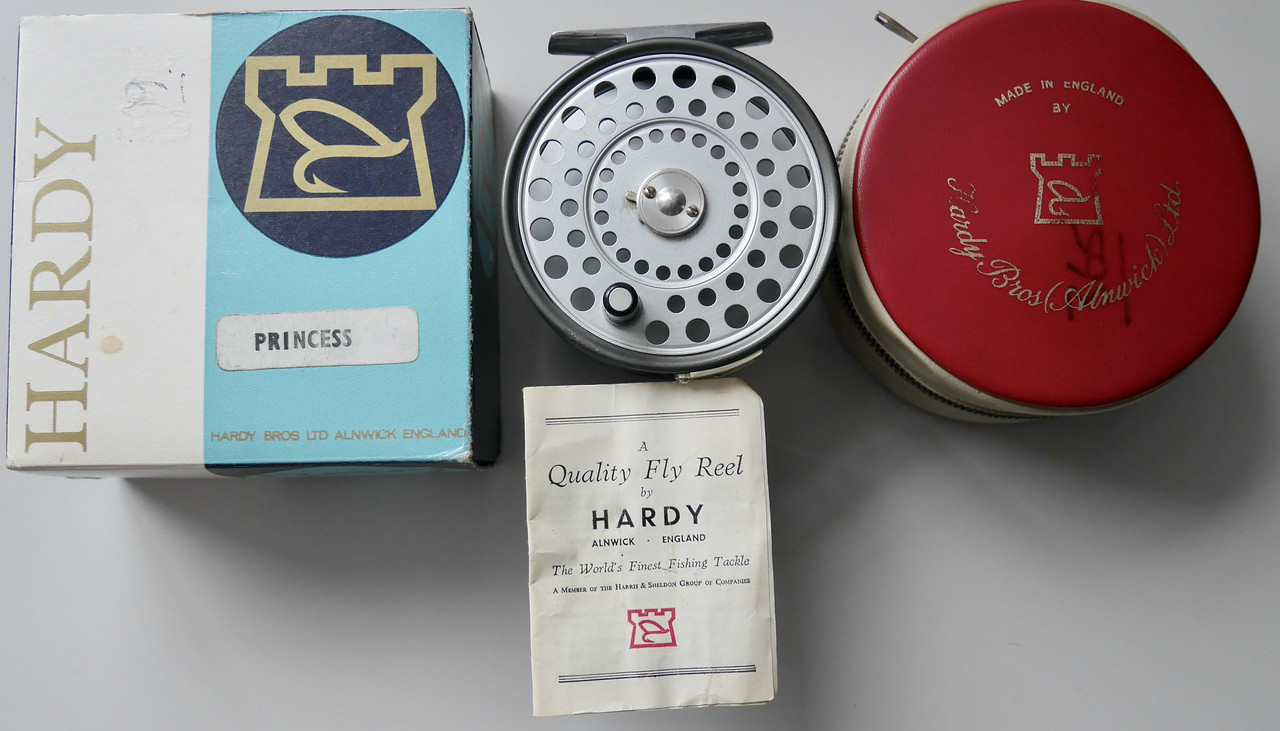 HARDY
PRINCESS
HARDY BROS LTD ALNWICK ENGLAND
MADE IN ENGLAND
BY
Hardy Bros (Alnwick) Ltd.
A
Quality Fly Reel
by
HARDY
ALNWICK · ENGLAND
The World's Finest Fishing Tackle
A MEMBER OF THE HARRIS & SHELDON GROUP OF COMPANIES